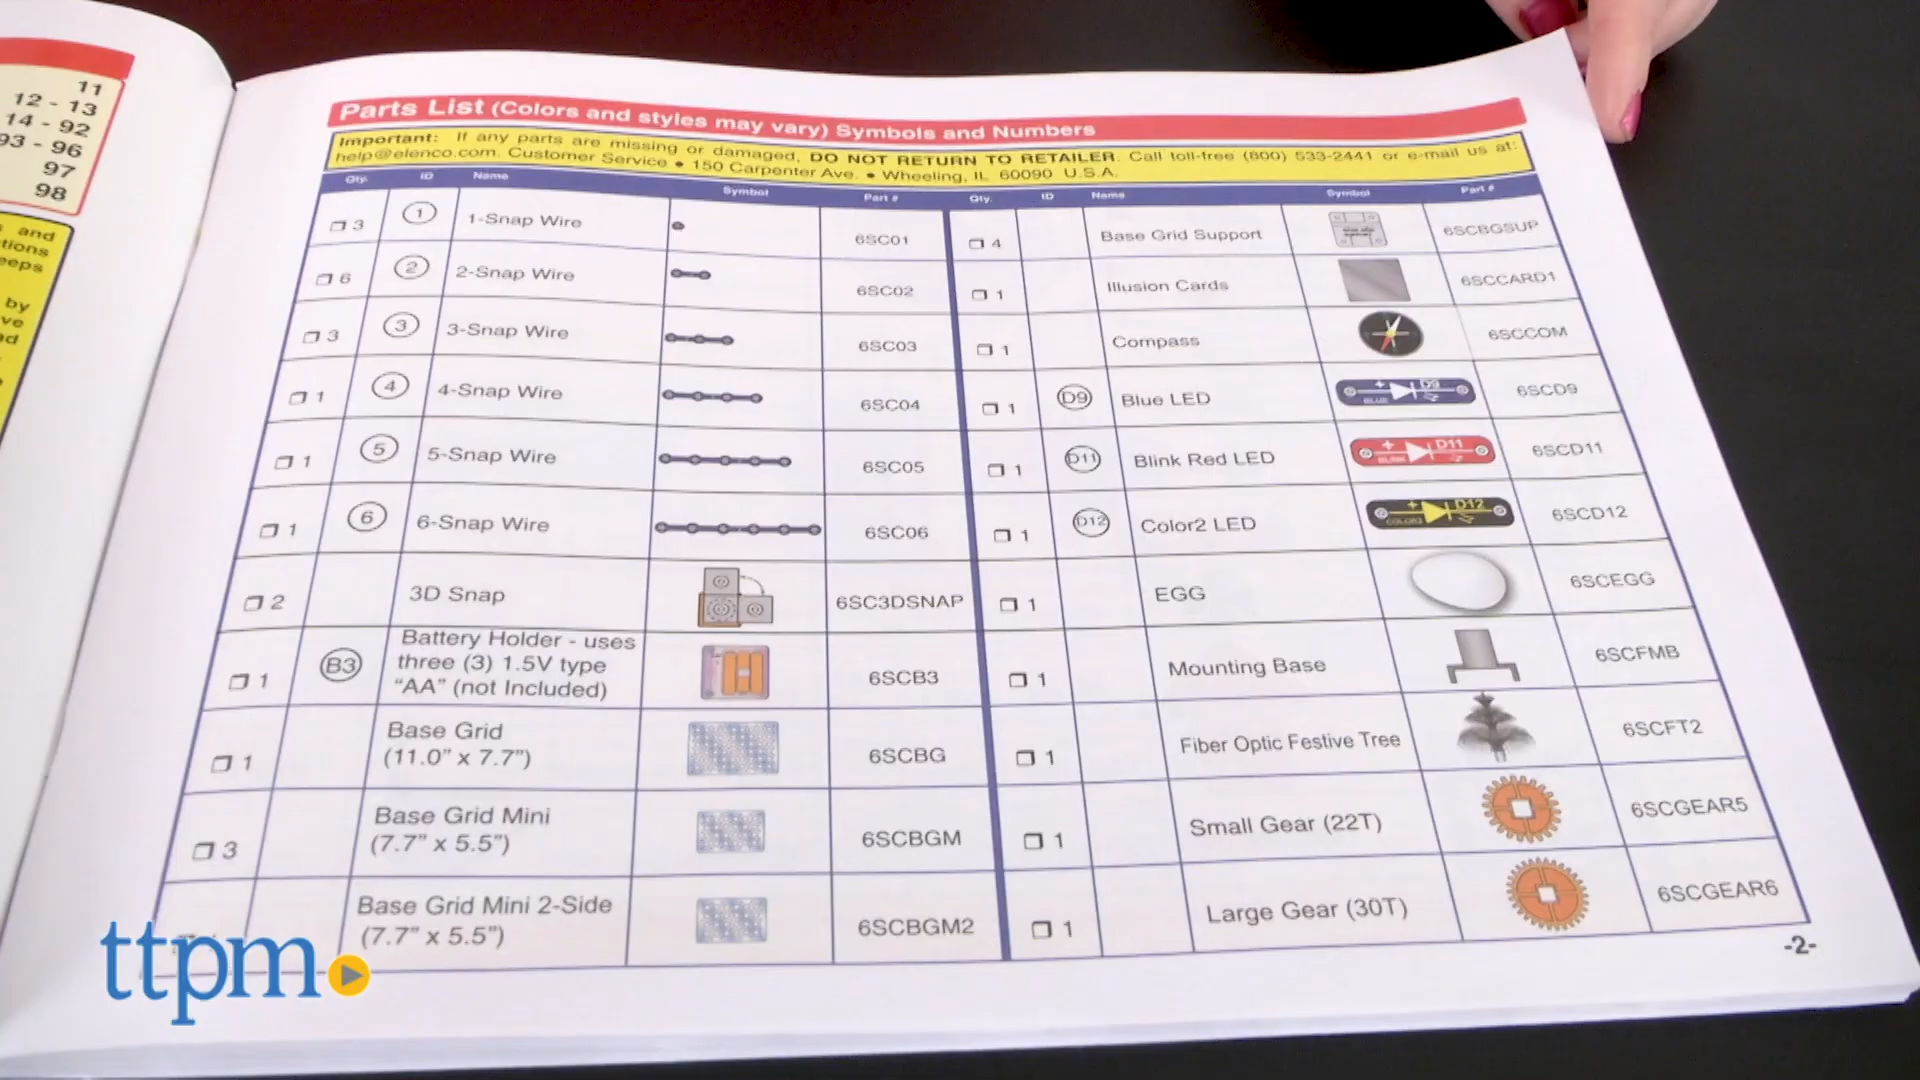 11
12 - 13
14 - 92
93 - 96
97
98
and
tions
eeps
by
ve
Parts List (Colors and styles may vary) Symbols and Numbers
Important: If any parts are missing or damaged, DO NOT RETURN TO RETAILER. Call toll-free (800) 533-2441 or e-mail us at:
help@elenco.com. Customer Service ● 150 Carpenter Ave. ● Wheeling, IL 60090 U.S.A.
Qty. ID Name Symbol Part #
3 1 1-Snap Wire 6SC01
6 2 2-Snap Wire 6SC02
3 3 3-Snap Wire 6SC03
1 4 4-Snap Wire 6SC04
1 5 5-Snap Wire 6SC05
1 6 6-Snap Wire 6SC06
2 3D Snap 6SC3DSNAP
Battery Holder - uses
1 B3 three (3) 1.5V type 6SCB3
“AA” (not Included)
Base Grid
1 (11.0” x 7.7”) 6SCBG
Base Grid Mini
3 (7.7” x 5.5”) 6SCBGM
Base Grid Mini 2-Side
(7.7” x 5.5”) 6SCBGM2
Qty. ID Name Symbol Part #
4 Base Grid Support 6SCBGSUP
1 Illusion Cards 6SCCARD1
1 Compass 6SCCOM
1 D9 Blue LED + D9 BLUE 6SCD9
1 D11 Blink Red LED + D11 BLINK 6SCD11
1 D12 Color2 LED + D12 COLOR2 6SCD12
1 EGG 6SCEGG
1 Mounting Base 6SCFMB
1 Fiber Optic Festive Tree 6SCFT2
1 Small Gear (22T) 6SCGEAR5
1 Large Gear (30T) 6SCGEAR6
-2-
ttpm